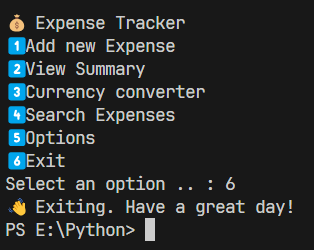 💰 Expense Tracker
1️⃣Add new Expense
2️⃣View Summary
3️⃣Currency converter
4️⃣Search Expenses
5️⃣Options
6️⃣Exit
Select an option .. : 6
👋 Exiting. Have a great day!
PS E:\Python>